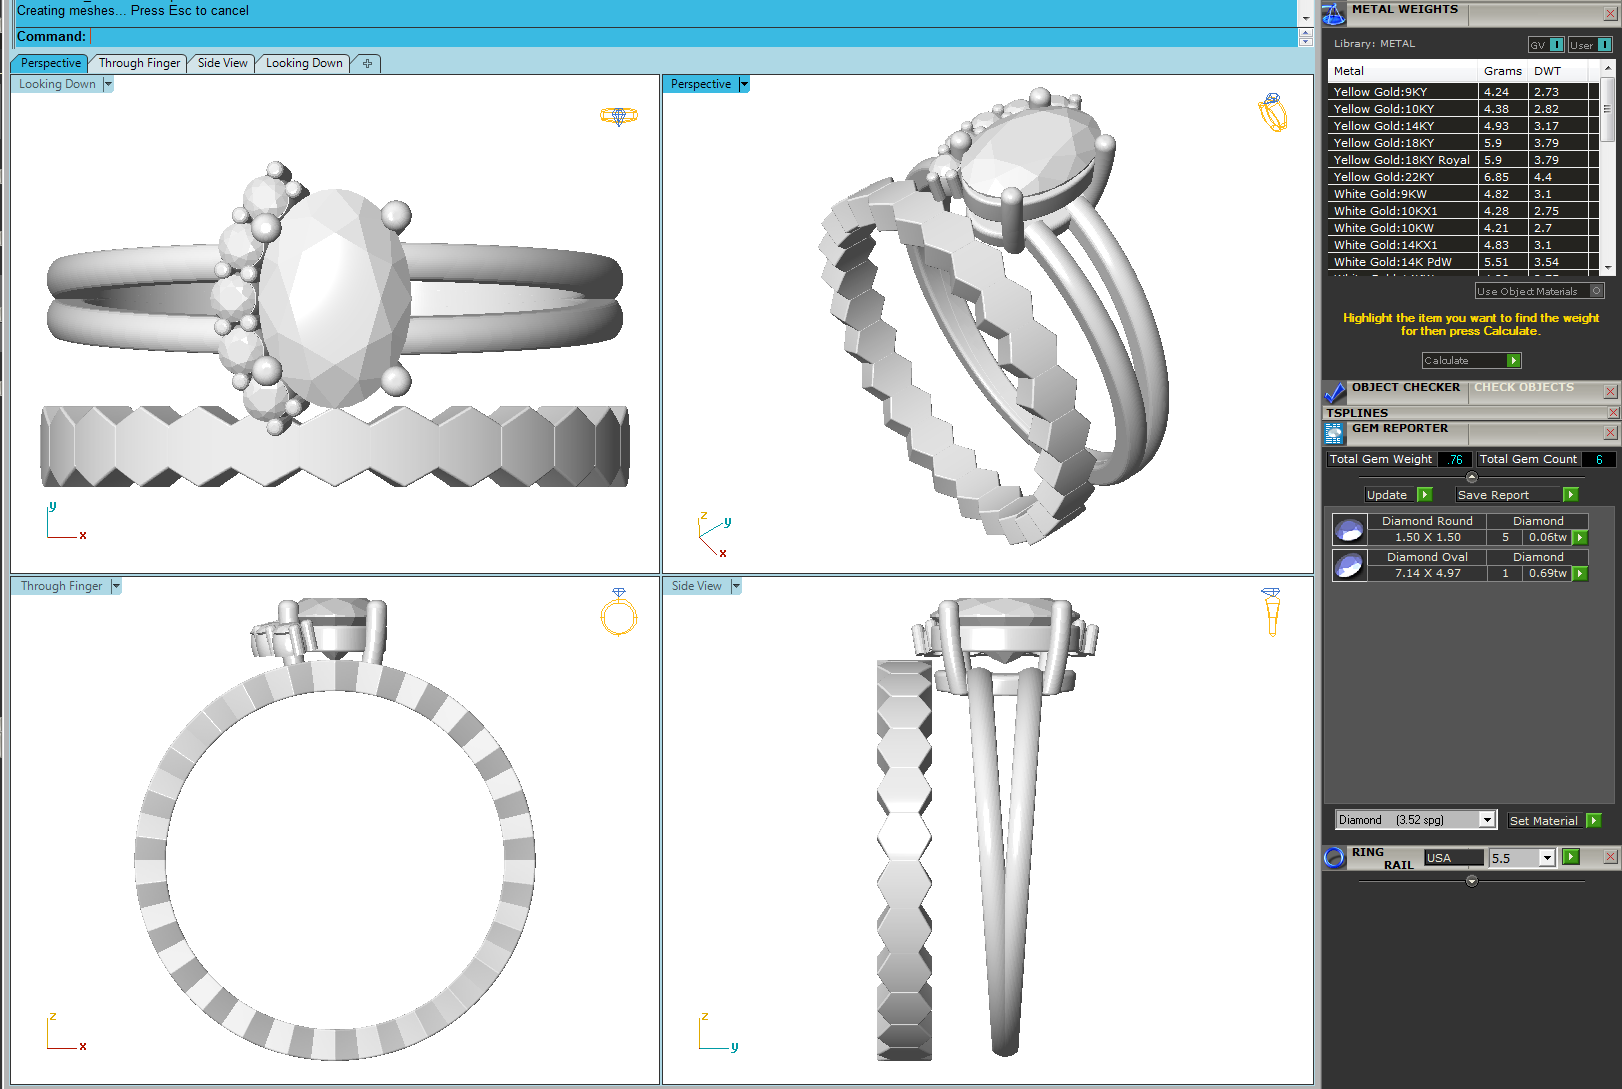 Creating meshes... Press Esc to cancel
Command:
Perspective
Through Finger
Side View
Looking Down
Looking Down
Perspective
y
x
z
y
x
Through Finger
Side View
z
x
z
y
METAL WEIGHTS
Library: METAL
GV
User
Metal Grams DWT
Yellow Gold:9KY 4.24 2.73
Yellow Gold:10KY 4.38 2.82
Yellow Gold:14KY 4.93 3.17
Yellow Gold:18KY 5.9 3.79
Yellow Gold:18KY Royal 5.9 3.79
Yellow Gold:22KY 6.85 4.4
White Gold:9KW 4.82 3.1
White Gold:10KX1 4.28 2.75
White Gold:10KW 4.21 2.7
White Gold:14KX1 4.83 3.1
White Gold:14K PdW 5.51 3.54
Use Object Materials
Highlight the item you want to find the weight
for then press Calculate.
Calculate
OBJECT CHECKER CHECK OBJECTS
TSPLINES
GEM REPORTER
Total Gem Weight .76 Total Gem Count 6
Update Save Report
Diamond Round Diamond
1.50 X 1.50 5 0.06tw
Diamond Oval Diamond
7.14 X 4.97 1 0.69tw
Diamond (3.52 spg) Set Material
RING RAIL USA 5.5